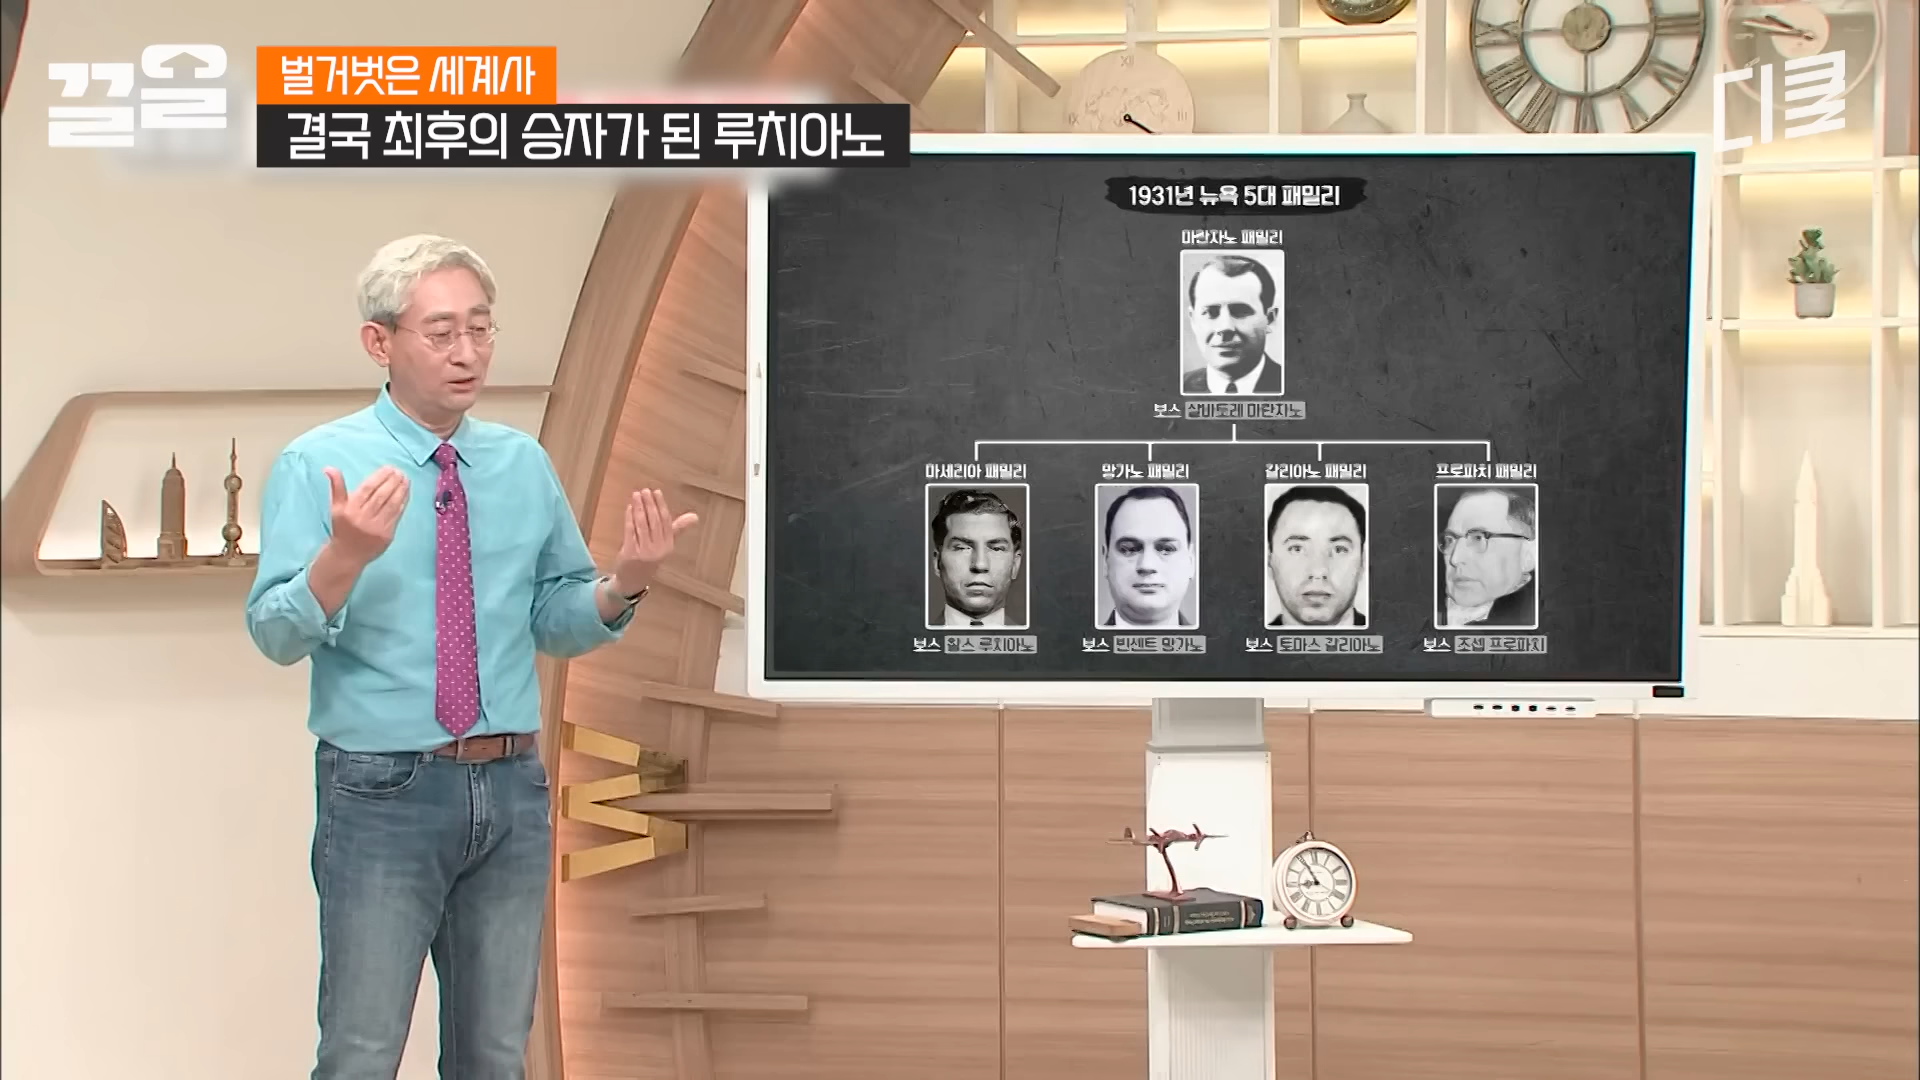 끌올
벌거벗은 세계사
결국 최후의 승자가 된 루치아노
디클
1931년 뉴욕 5대 패밀리
마란자노 패밀리
보스 살바도레 마란자노
마세리아 패밀리
망가노 패밀리
갈리아노 패밀리
프로파치 패밀리
보스 찰스 루치아노
보스 빈센트 망가노
보스 토마스 갈리아노
보스 조셉 프로파치